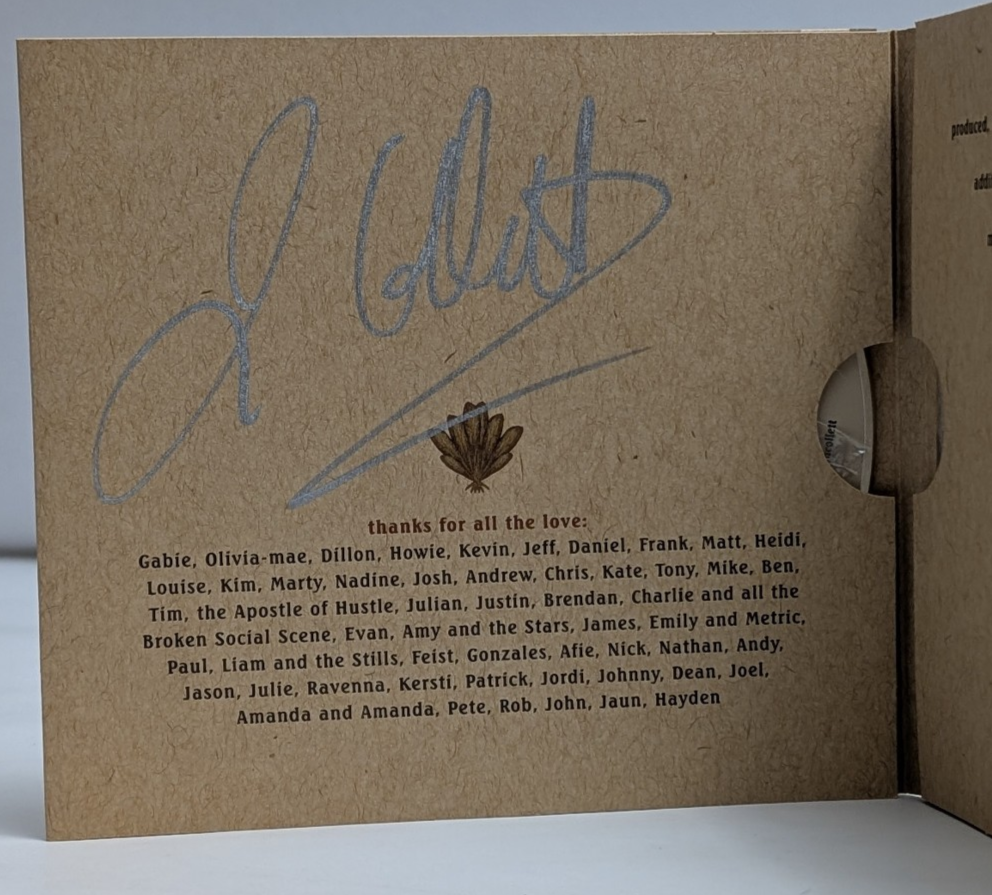 J Collett
thanks for all the love:
Gabie, Olivia-mae, Dillon, Howie, Kevin, Jeff, Daniel, Frank, Matt, Heidi,
Louise, Kim, Marty, Nadine, Josh, Andrew, Chris, Kate, Tony, Mike, Ben,
Tim, the Apostle of Hustle, Julian, Justin, Brendan, Charlie and all the
Broken Social Scene, Evan, Amy and the Stars, James, Emily and Metric,
Paul, Liam and the Stills, Feist, Gonzales, Afie, Nick, Nathan, Andy,
Jason, Julie, Ravenna, Kersti, Patrick, Jordi, Johnny, Dean, Joel,
Amanda and Amanda, Pete, Rob, John, Jaun, Hayden
produced,